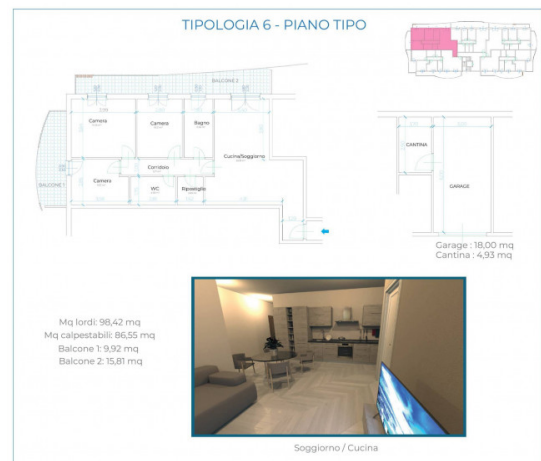 TIPOLOGIA 6 - PIANO TIPO
BALCONE 2
Camera
Camera
Bagno
Cucina/Soggiorno
Corridoio
Camera
WC
Ripostiglio
BALCONE 1
CANTINA
GARAGE
Garage : 18,00 mq
Cantina : 4,93 mq
Mq lordi: 98,42 mq
Mq calpestabili: 86,55 mq
Balcone 1: 9,92 mq
Balcone 2: 15,81 mq
Soggiorno / Cucina